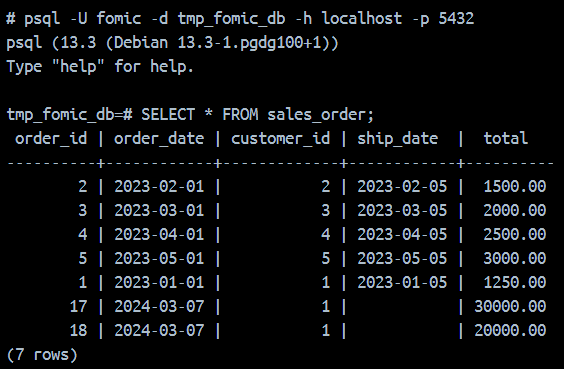 # psql -U fomic -d tmp_fomic_db -h localhost -p 5432
psql (13.3 (Debian 13.3-1.pgdg100+1))
Type "help" for help.

tmp_fomic_db=# SELECT * FROM sales_order;
 order_id | order_date | customer_id | ship_date  |  total
----------+------------+-------------+------------+----------
        2 | 2023-02-01 |           2 | 2023-02-05 |  1500.00
        3 | 2023-03-01 |           3 | 2023-03-05 |  2000.00
        4 | 2023-04-01 |           4 | 2023-04-05 |  2500.00
        5 | 2023-05-01 |           5 | 2023-05-05 |  3000.00
        1 | 2023-01-01 |           1 | 2023-01-05 |  1250.00
       17 | 2024-03-07 |           1 |            | 30000.00
       18 | 2024-03-07 |           1 |            | 20000.00
(7 rows)